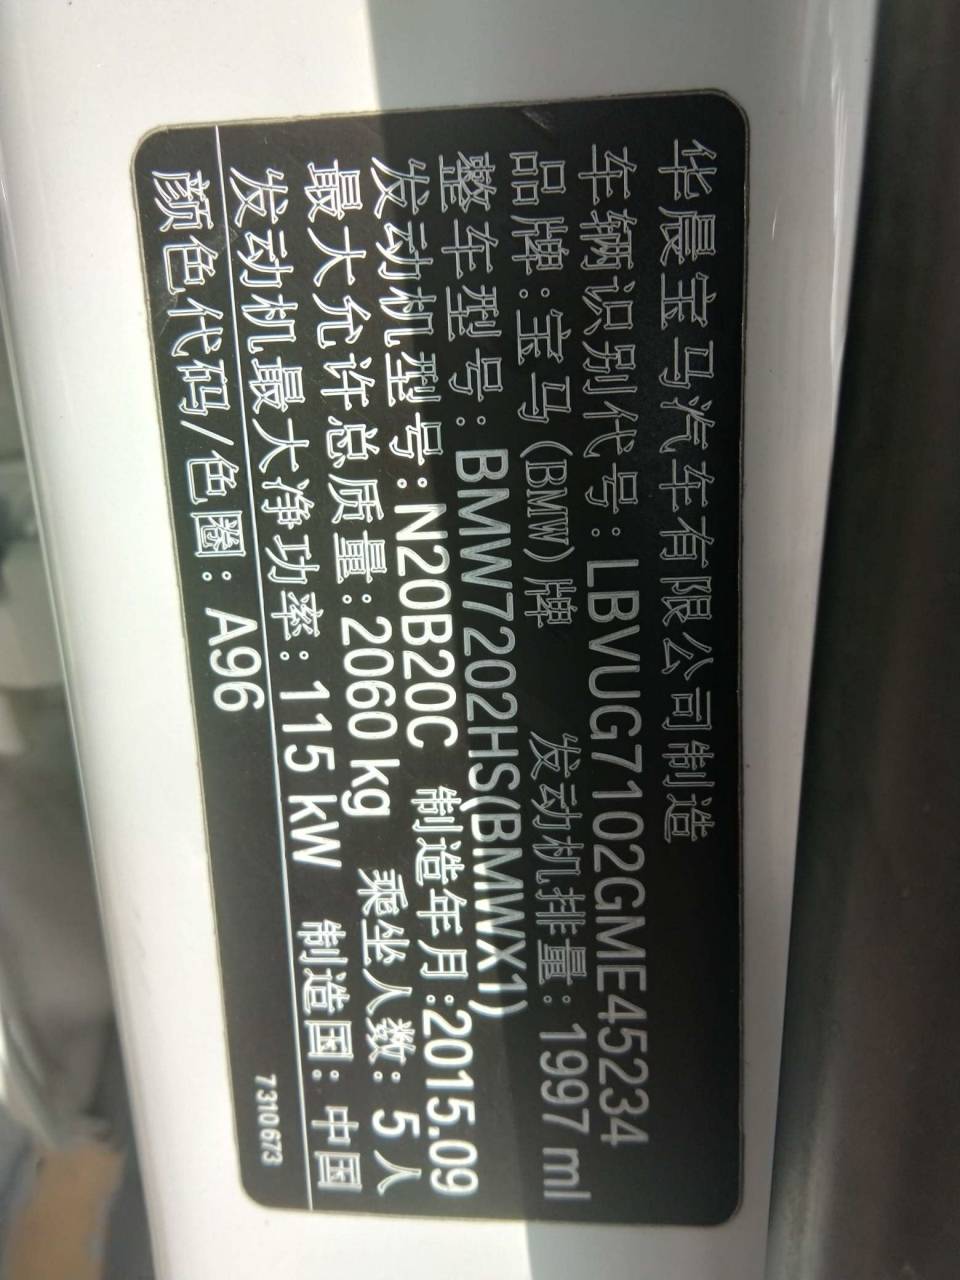 华晨宝马汽车有限公司制造
车辆识别代号:LBVUG7102GME45234
品牌:宝马(BMW)牌 发动机排量:1997 ml
整车型号:BMW7202HS(BMWX1)
发动机型号:N20B20C 制造年月:2015.09
最大允许总质量:2060 kg 乘坐人数:5人
发动机最大净功率:115 kW 制造国:中国
颜色代码/色圈:A96
7310673